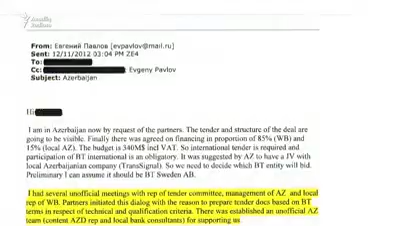 Azadlıq
Radiosu
From: Евгений Павлов [evpavlov@mail.ru]
Sent: 12/11/2012 03:04 PM ZE4
To:
Cc: , Evgeny Pavlov
Subject: Azerbaijan
Hi
I am in Azerbaijan now by request of the partners. The tender and structure of the deal are
going to be visible. Finally there was agreed on financing in proportion of 85% (WB) and
15% (local AZ). The budget is 340M$ incl VAT. So international tender is required and
participation of BT international is an obligatory. It was suggested by AZ to have a JV with
local Azerbaijanian company (TransSignal). So we need to decide which BT entity will bid.
Preliminary I can assume it should be BT Sweden AB.
I had several unofficial meetings with rep of tender committee, management of AZ and local
rep of WB. Partners initiated this dialog with the reason to prepare tender docs based on BT
terms in respect of technical and qualification criteria. There was established an unofficial AZ
team (content AZD rep and local bank consultants) for supporting us.